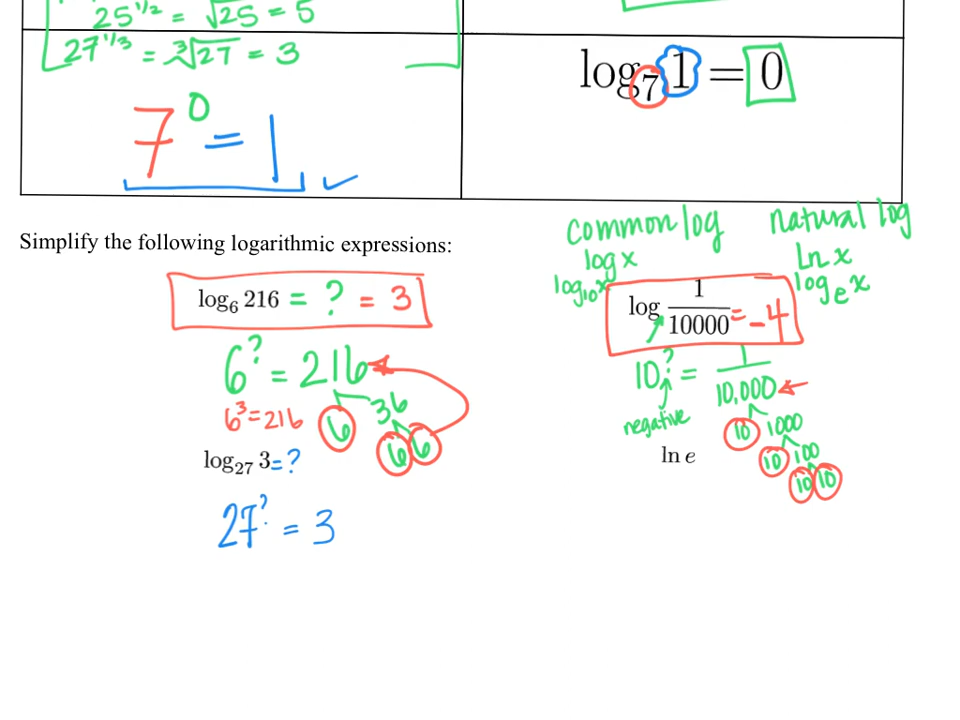 25^{1/2} = √25 = 5
27^{1/3} = ∛27 = 3
7^0 = 1 ✓
log_7 1 = 0
Simplify the following logarithmic expressions:
common log
log x
log_{10} x
natural log
Ln x
log_e x
log_6 216 = ? = 3
6^? = 216
6 36
6^3 = 216
6 6
log 1/10000 = -4
10^? = 1/10,000
negative
10 1000
10 100
10 10
log_{27} 3 = ?
27^? = 3
ln e